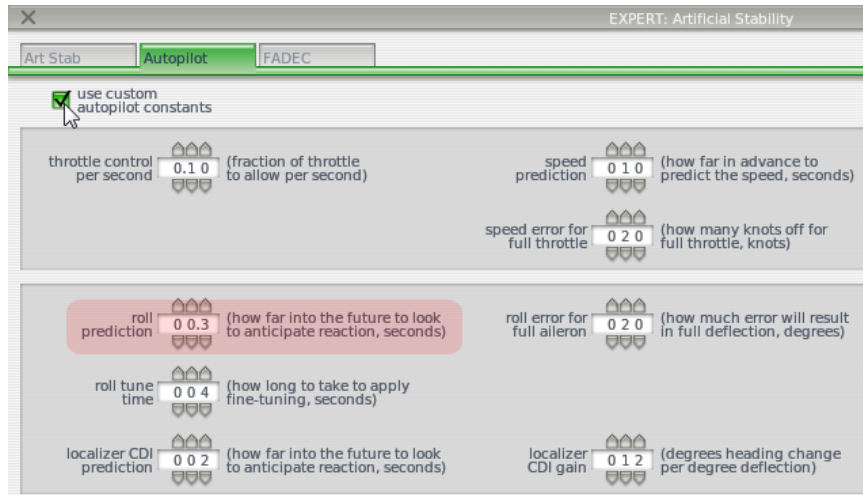 EXPERT: Artificial Stability
Art Stab
Autopilot
FADEC
use custom
autopilot constants
throttle control
per second
0.1 0
(fraction of throttle
to allow per second)
speed
prediction
0 1 0
(how far in advance to
predict the speed, seconds)
speed error for
full throttle
0 2 0
(how many knots off for
full throttle, knots)
roll
prediction
0 0.3
(how far into the future to look
to anticipate reaction, seconds)
roll error for
full aileron
0 2 0
(how much error will result
in full deflection, degrees)
roll tune
time
0 0 4
(how long to take to apply
fine-tuning, seconds)
localizer CDI
prediction
0 0 2
(how far into the future to look
to anticipate reaction, seconds)
localizer
CDI gain
0 1 2
(degrees heading change
per degree deflection)